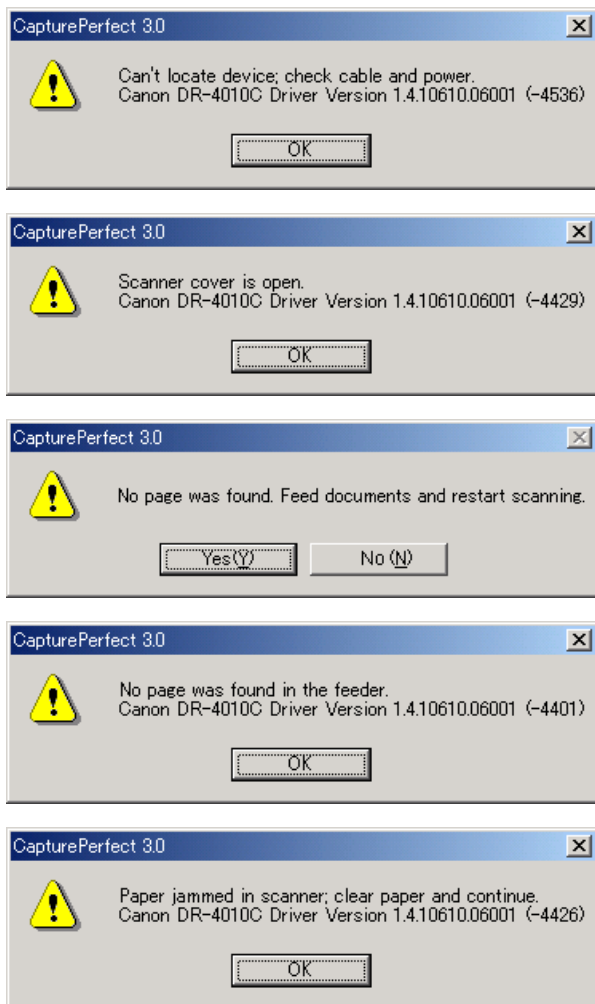 CapturePerfect 3.0
Can't locate device; check cable and power.
Canon DR-4010C Driver Version 1.4.10610.06001 (-4536)
OK
CapturePerfect 3.0
Scanner cover is open.
Canon DR-4010C Driver Version 1.4.10610.06001 (-4429)
OK
CapturePerfect 3.0
No page was found. Feed documents and restart scanning.
Yes(Y) No (N)
CapturePerfect 3.0
No page was found in the feeder.
Canon DR-4010C Driver Version 1.4.10610.06001 (-4401)
OK
CapturePerfect 3.0
Paper jammed in scanner; clear paper and continue.
Canon DR-4010C Driver Version 1.4.10610.06001 (-4426)
OK